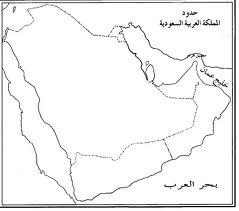 حدود
المملكة العربية السعودية
خليج عمان
بحر العرب